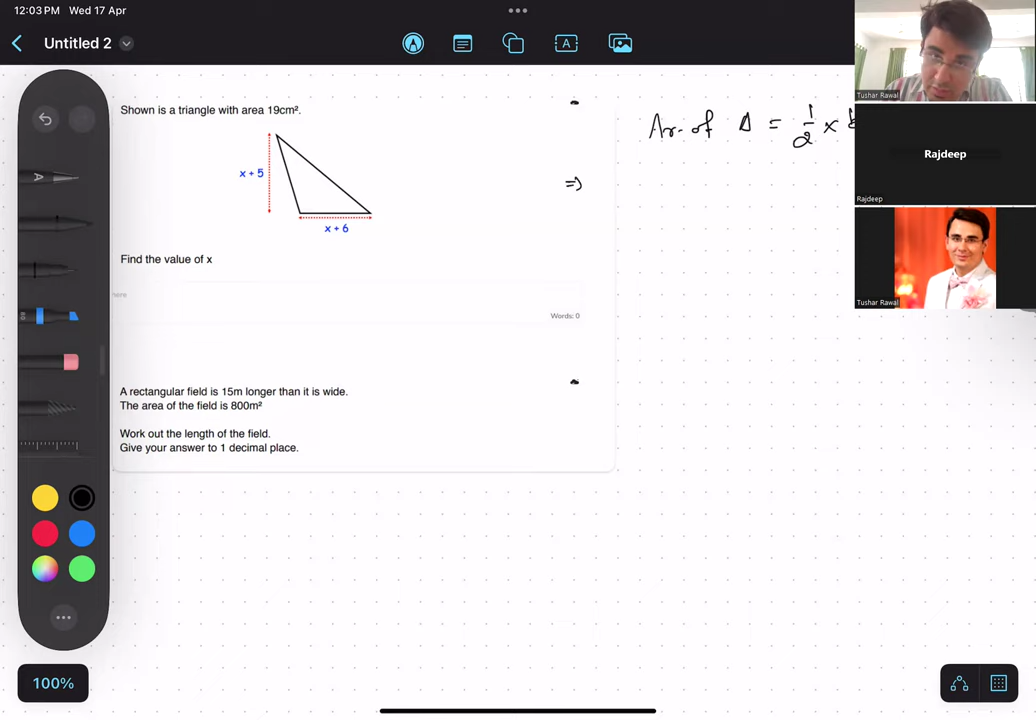 12:03 PM Wed 17 Apr
Untitled 2
Shown is a triangle with area 19cm².
x + 5
x + 6
Find the value of x
here
Words: 0
A rectangular field is 15m longer than it is wide.
The area of the field is 800m²
Work out the length of the field.
Give your answer to 1 decimal place.
Ar. of Δ = 1/2 ×
⇒
Tushar Rawal
Rajdeep
Rajdeep
Tushar Rawal
100%